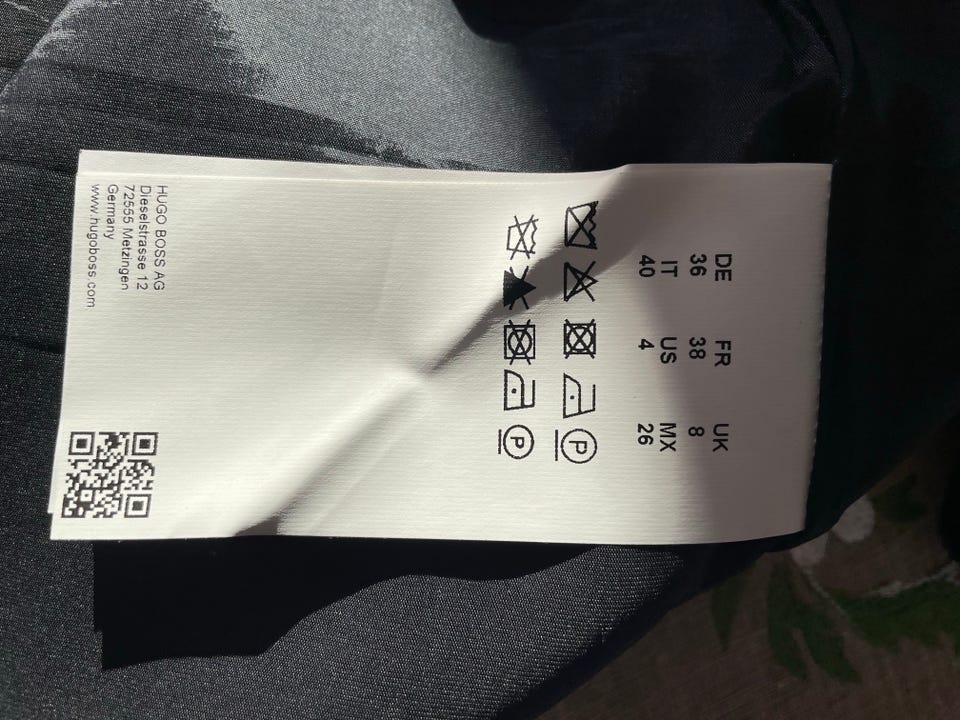 DE FR UK
36 38 8
IT US MX
40 4 26
HUGO BOSS AG
Dieselstrasse 12
72555 Metzingen
Germany
www.hugoboss.com